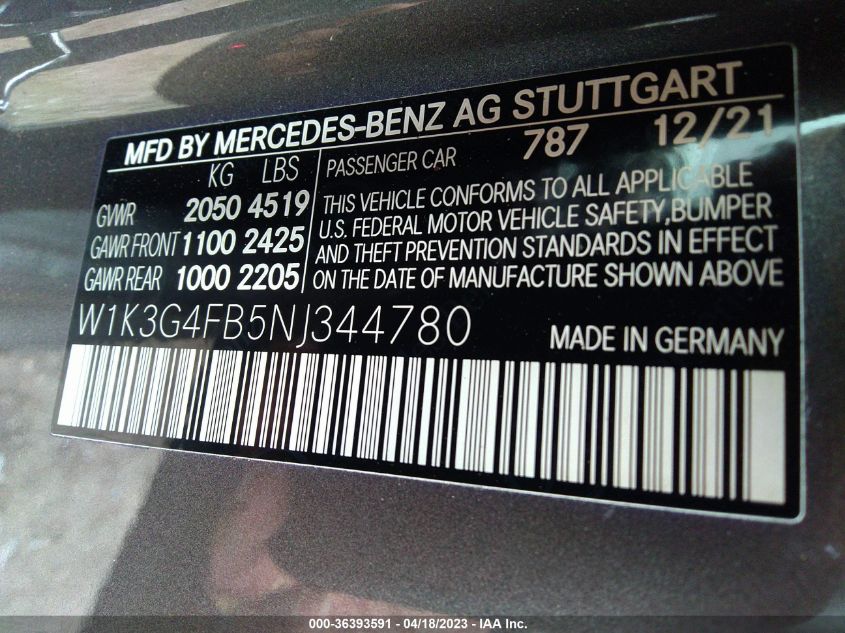 MFD BY MERCEDES-BENZ AG STUTTGART
KG LBS
GVWR 2050 4519
GAWR FRONT 1100 2425
GAWR REAR 1000 2205
PASSENGER CAR 787 12/21
THIS VEHICLE CONFORMS TO ALL APPLICABLE
U.S. FEDERAL MOTOR VEHICLE SAFETY,BUMPER
AND THEFT PREVENTION STANDARDS IN EFFECT
ON THE DATE OF MANUFACTURE SHOWN ABOVE
W1K3G4FB5NJ344780 MADE IN GERMANY
000-36393591 - 04/18/2023 - IAA Inc.